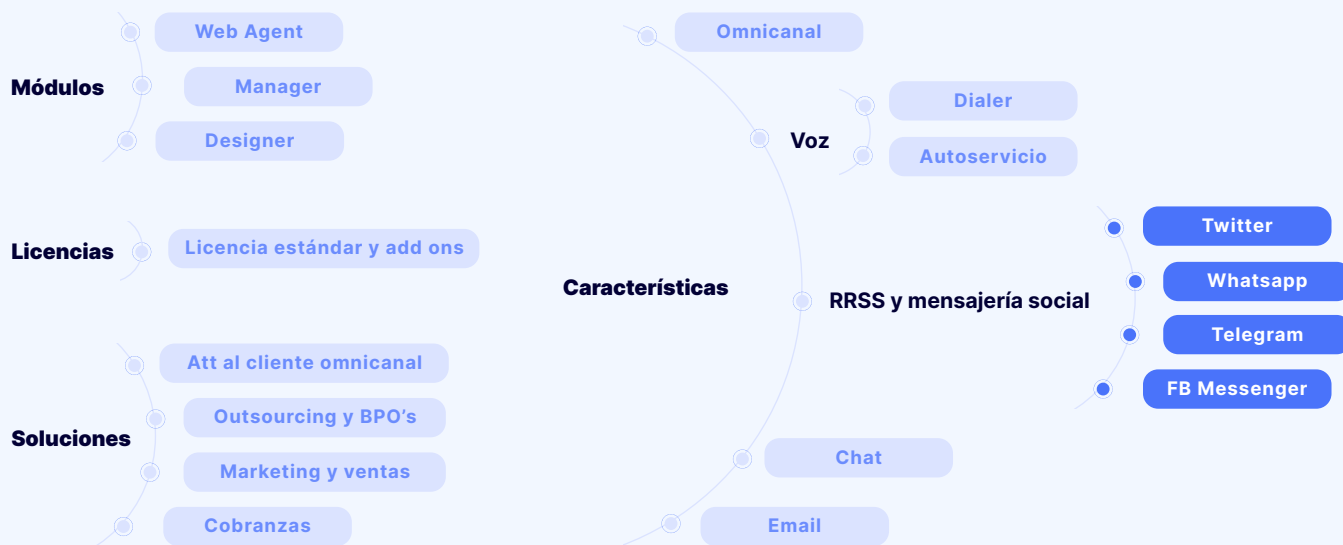 Módulos
Web Agent
Manager
Designer
Licencias
Licencia estándar y add ons
Soluciones
Att al cliente omnicanal
Outsourcing y BPO’s
Marketing y ventas
Cobranzas
Características
Omnicanal
Voz
Dialer
Autoservicio
RRSS y mensajería social
Twitter
Whatsapp
Telegram
FB Messenger
Chat
Email